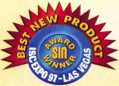 BEST NEW PRODUCT
AWARD
SIN
WINNER
ISC EXPO 97 - LAS VEGAS